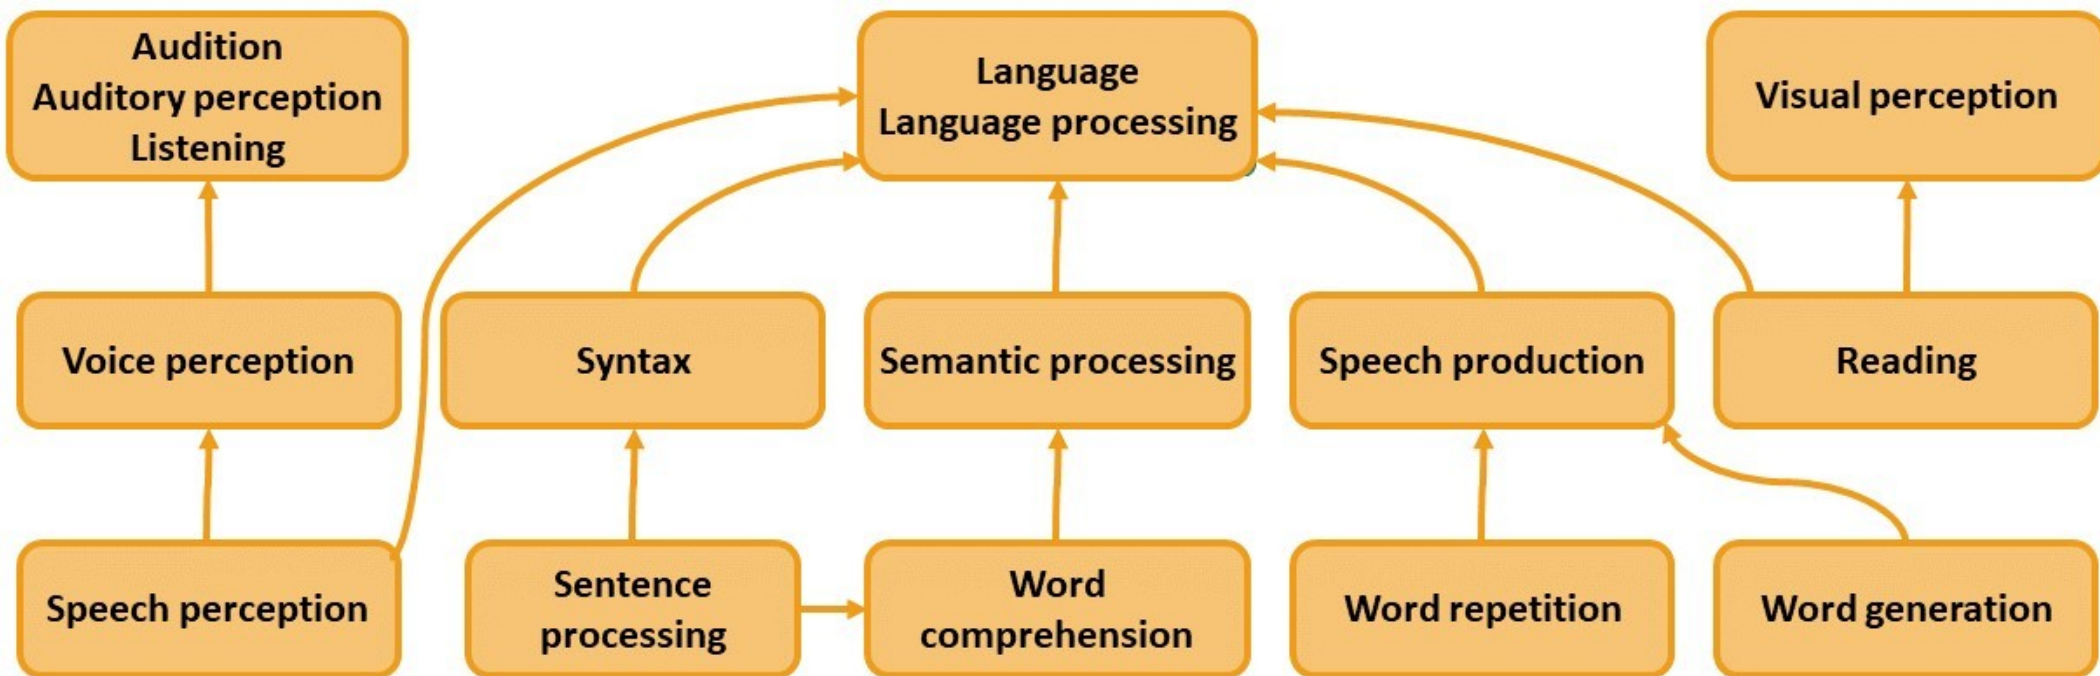 Audition
Auditory perception
Listening
Language
Language processing
Visual perception
Voice perception
Syntax
Semantic processing
Speech production
Reading
Speech perception
Sentence
processing
Word
comprehension
Word repetition
Word generation